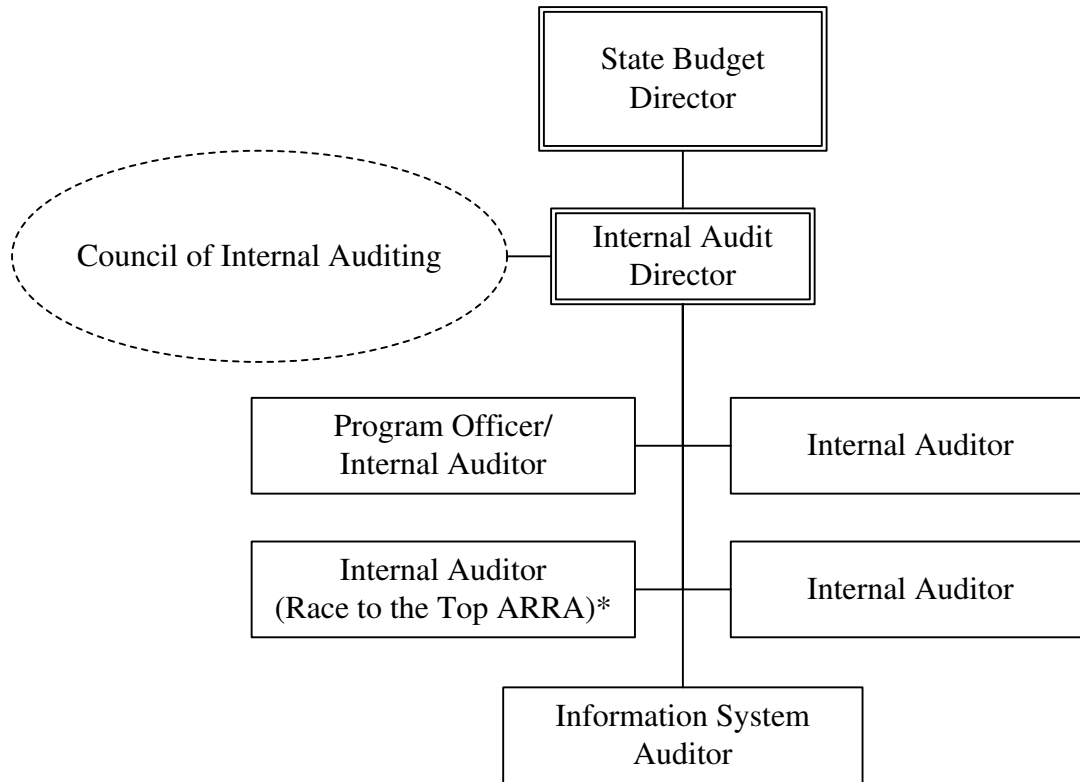 State Budget
Director
Council of Internal Auditing
Internal Audit
Director
Program Officer/
Internal Auditor
Internal Auditor
Internal Auditor
(Race to the Top ARRA)*
Internal Auditor
Information System
Auditor